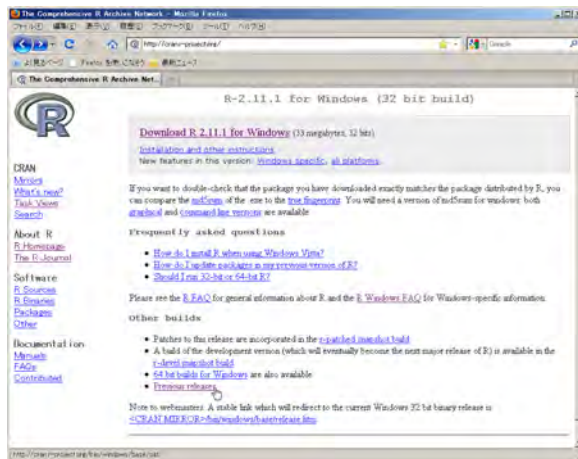 The Comprehensive R Archive Network - Mozilla Firefox
http://cran.r-project.org/
Google
The Comprehensive R Archive Net...
R-2.11.1 for Windows (32 bit build)
Download R 2.11.1 for Windows (33 megabytes, 32 bit)
Installation and other instructions
New features in this version: Windows specific, all platforms.
If you want to double-check that the package you have downloaded exactly matches the package distributed by R, you
can compare the md5sum of the .exe to the true fingerprint. You will need a version of md5sum for windows: both
graphical and command line versions are available.
Frequently asked questions
How do I install R when using Windows Vista?
How do I update packages in my previous version of R?
Should I run 32-bit or 64-bit R?
Please see the R FAQ for general information about R and the R Windows FAQ for Windows-specific information.
Other builds
Patches to this release are incorporated in the r-patched snapshot build.
A build of the development version (which will eventually become the next major release of R) is available in the
r-devel snapshot build.
64 bit builds for Windows are also available
Previous releases
Note to webmasters: A stable link which will redirect to the current Windows 32 bit binary release is
<CRAN MIRROR>/bin/windows/base/release.htm.
CRAN
Mirrors
What's new?
Task Views
Search
About R
R Homepage
The R Journal
Software
R Sources
R Binaries
Packages
Other
Documentation
Manuals
FAQs
Contributed
http://cran.r-project.org/bin/windows/base/old/